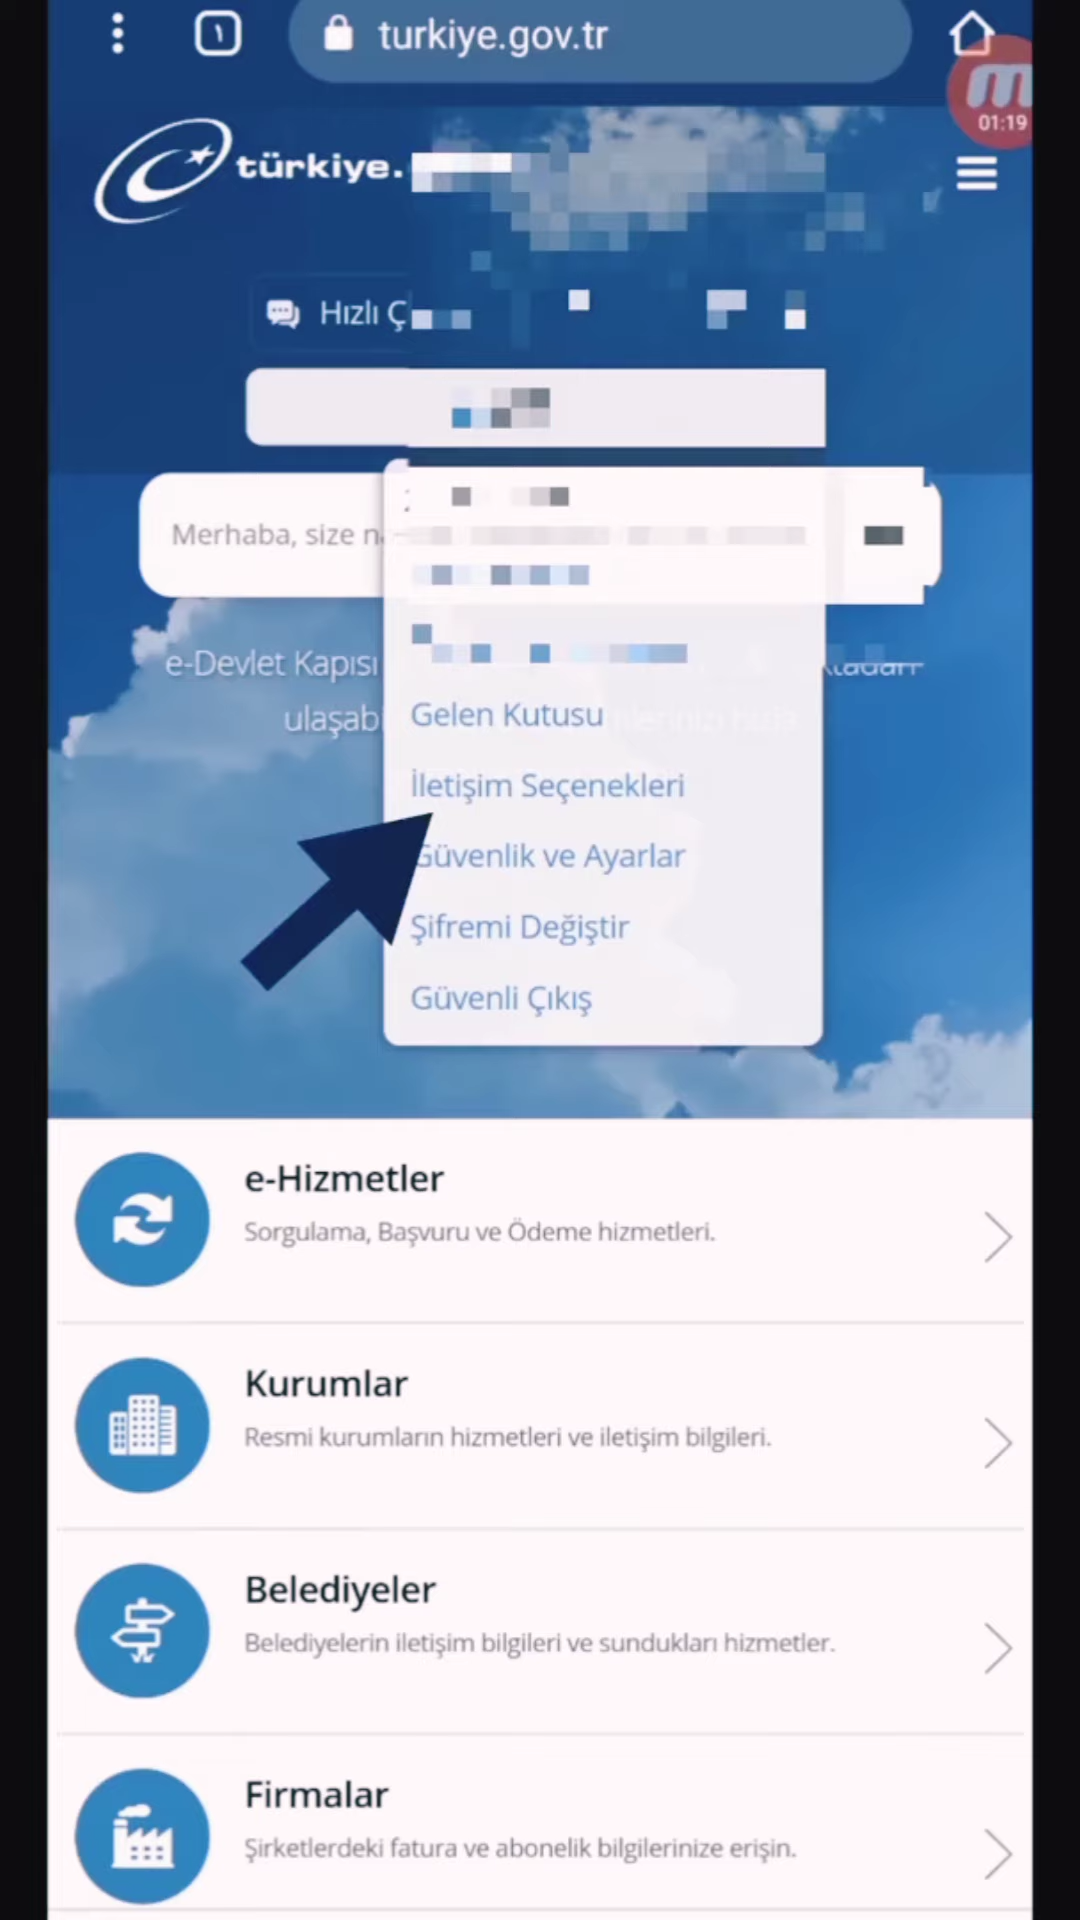 ١
turkiye.gov.tr
m
01:19
türkiye.
Hızlı
Merhaba, size
e-Devlet Kapısı
Gelen Kutusu
İletişim Seçenekleri
Güvenlik ve Ayarlar
Şifremi Değiştir
Güvenli Çıkış
e-Hizmetler
Sorgulama, Başvuru ve Ödeme hizmetleri.
Kurumlar
Resmi kurumların hizmetleri ve iletişim bilgileri.
Belediyeler
Belediyelerin iletişim bilgileri ve sundukları hizmetler.
Firmalar
Şirketlerdeki fatura ve abonelik bilgilerinize erişin.